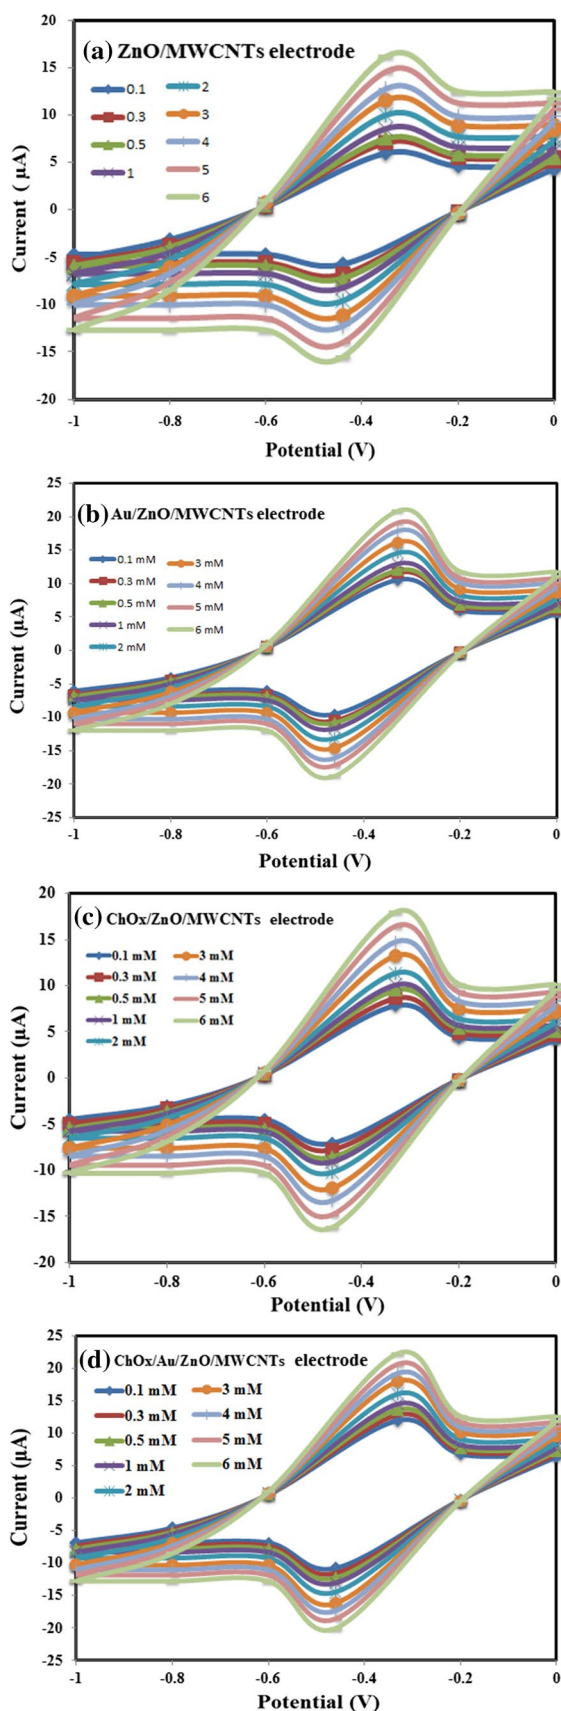 (a) ZnO/MWCNTs electrode
20
15
10
5
0
-5
-10
-15
-20
Current ( µA)
0.1
0.3
0.5
1
2
3
4
5
6
-1
-0.8
-0.6
-0.4
-0.2
0
Potential (V)
(b) Au/ZnO/MWCNTs electrode
25
20
15
10
5
0
-5
-10
-15
-20
-25
Current (µA)
0.1 mM
0.3 mM
0.5 mM
1 mM
2 mM
3 mM
4 mM
5 mM
6 mM
-1
-0.8
-0.6
-0.4
-0.2
0
Potential (V)
(c) ChOx/ZnO/MWCNTs electrode
20
15
10
5
0
-5
-10
-15
-20
Current (µA)
0.1 mM
0.3 mM
0.5 mM
1 mM
2 mM
3 mM
4 mM
5 mM
6 mM
-1
-0.8
-0.6
-0.4
-0.2
0
Potential (V)
(d) ChOx/Au/ZnO/MWCNTs electrode
25
20
15
10
5
0
-5
-10
-15
-20
-25
Current (µA)
0.1 mM
0.3 mM
0.5 mM
1 mM
2 mM
3 mM
4 mM
5 mM
6 mM
-1
-0.8
-0.6
-0.4
-0.2
0
Potential (V)